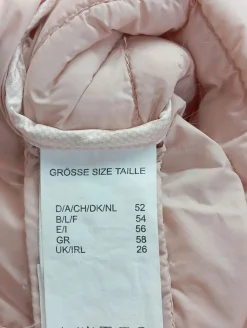 GRÖSSE SIZE TAILLE
D/A/CH/DK/NL 52
B/L/F 54
E/I 56
GR 58
UK/IRL 26